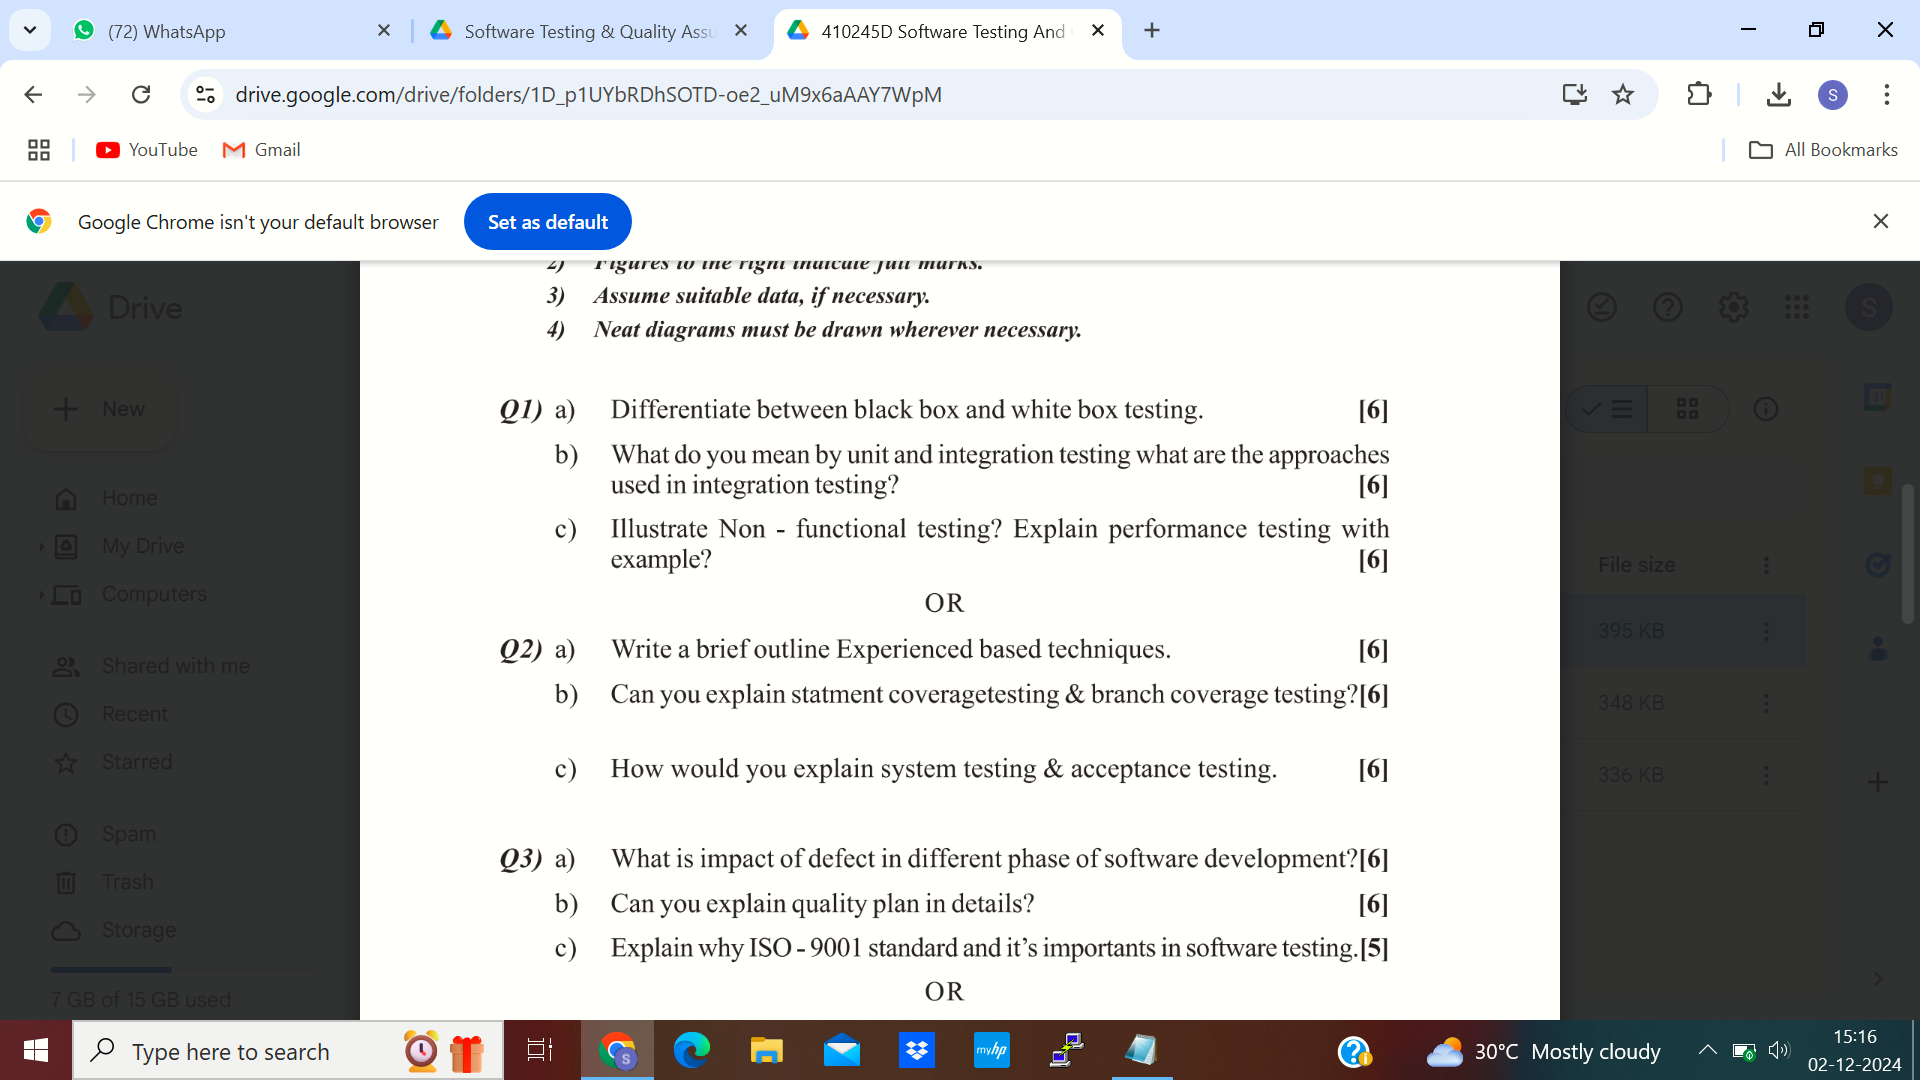 (72) WhatsApp
Software Testing & Quality Assu
410245D Software Testing And
drive.google.com/drive/folders/1D_p1UYbRDhSOTD-oe2_uM9x6aAAY7WpM
S
YouTube
Gmail
All Bookmarks
Google Chrome isn't your default browser
Set as default
2) Figures to the right indicate full marks.
3) Assume suitable data, if necessary.
4) Neat diagrams must be drawn wherever necessary.
Drive
S
New
Home
My Drive
Computers
Shared with me
Recent
Starred
Spam
Trash
Storage
7 GB of 15 GB used
Q1) a) Differentiate between black box and white box testing. [6]
b) What do you mean by unit and integration testing what are the approaches
used in integration testing? [6]
c) Illustrate Non - functional testing? Explain performance testing with
example? [6]
OR
Q2) a) Write a brief outline Experienced based techniques. [6]
b) Can you explain statment coveragetesting & branch coverage testing?[6]
c) How would you explain system testing & acceptance testing. [6]
Q3) a) What is impact of defect in different phase of software development?[6]
b) Can you explain quality plan in details? [6]
c) Explain why ISO - 9001 standard and it's importants in software testing.[5]
OR
31
File size
395 KB
348 KB
336 KB
Type here to search
S
myhp
30°C Mostly cloudy
15:16
02-12-2024